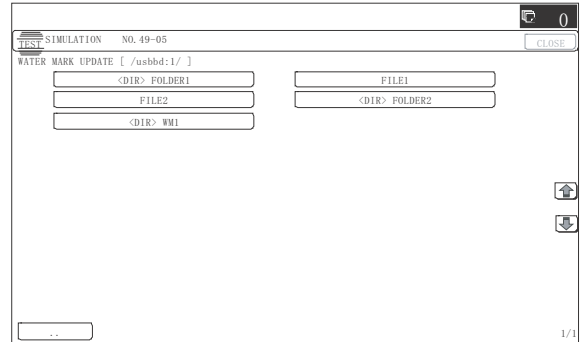 0
TEST SIMULATION NO. 49-05 CLOSE
WATER MARK UPDATE [ /usbbd:1/ ]
<DIR> FOLDER1 FILE1
FILE2 <DIR> FOLDER2
<DIR> WM1
.. 1/1